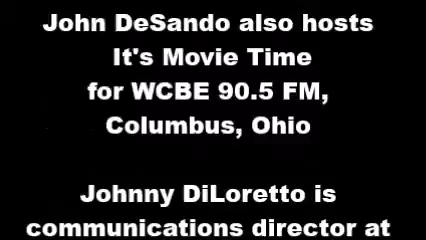 John DeSando also hosts
It's Movie Time
for WCBE 90.5 FM,
Columbus, Ohio
Johnny DiLoretto is
communications director at